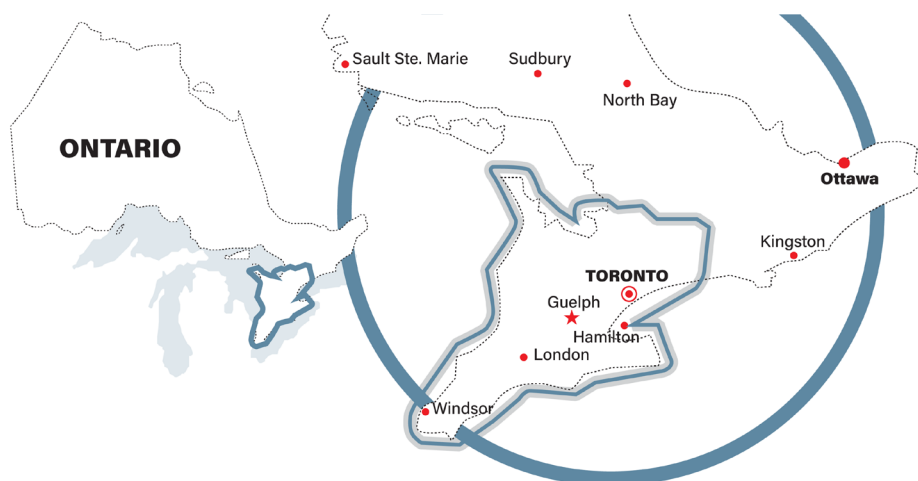 ONTARIO
Sault Ste. Marie
Sudbury
North Bay
Ottawa
Kingston
TORONTO
Guelph
Hamilton
London
Windsor